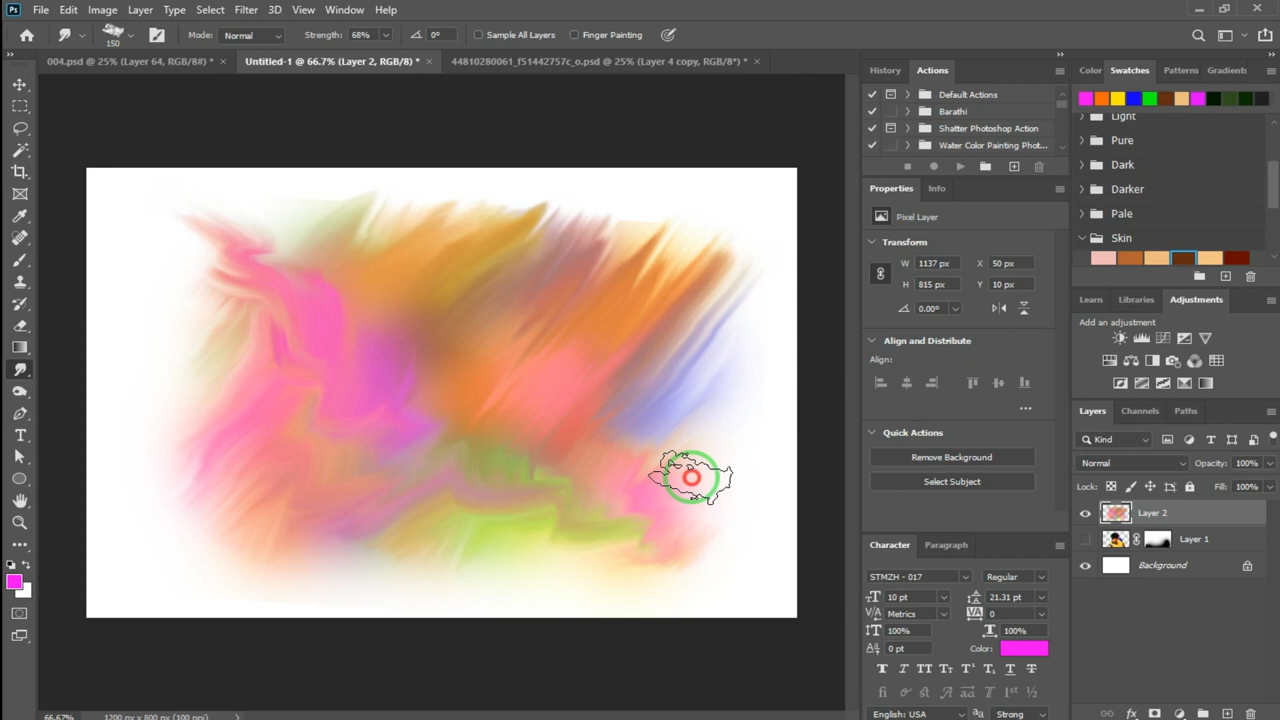 Ps File Edit Image Layer Type Select Filter 3D View Window Help
150 Mode: Normal Strength: 68% 0° Sample All Layers Finger Painting
004.psd @ 25% (Layer 64, RGB/8#) * × Untitled-1 @ 66.7% (Layer 2, RGB/8) * × 44810280061_f51442757c_o.psd @ 25% (Layer 4 copy, RGB/8*) * ×
History Actions
Default Actions
Barathi
Shatter Photoshop Action
Water Color Painting Phot...
Properties Info
Pixel Layer
Transform
W 1137 px X 50 px
H 815 px Y 10 px
0.00°
Align and Distribute
Align:
Quick Actions
Remove Background
Select Subject
Character Paragraph
STMZH - 017 Regular
10 pt 21.31 pt
Metrics 0
100% 100%
0 pt Color:
English: USA Strong
Color Swatches Patterns Gradients
Light
Pure
Dark
Darker
Pale
Skin
Learn Libraries Adjustments
Add an adjustment
Layers Channels Paths
Kind
Normal Opacity: 100%
Lock: Fill: 100%
Layer 2
Layer 1
Background
66.67% 1200 px x 800 px (100 ppi)